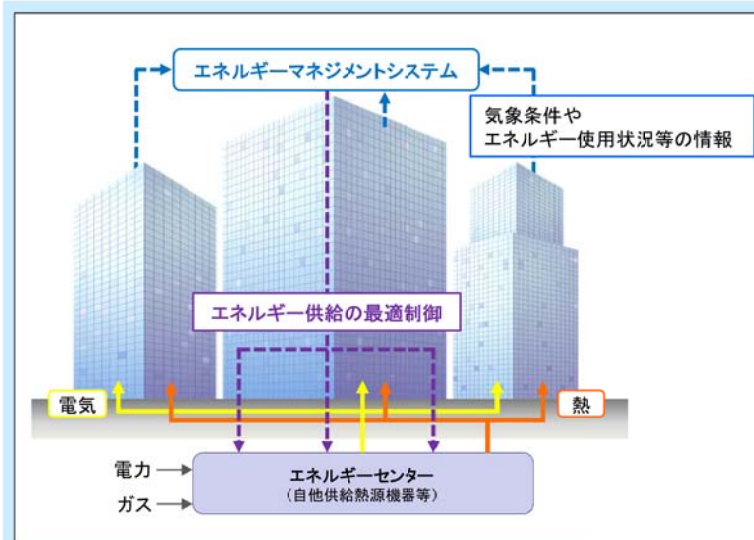 エネルギーマネジメントシステム
気象条件や
エネルギー使用状況等の情報
エネルギー供給の最適制御
電気
熱
電力
ガス
エネルギーセンター
(自他供給熱源機器等)